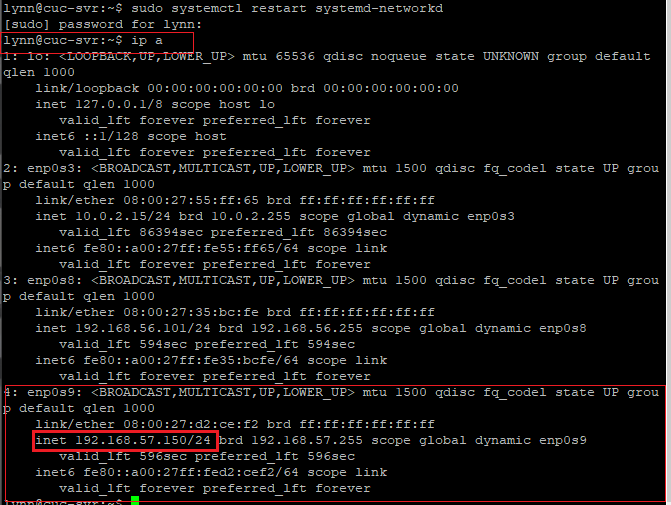 lynn@cuc-svr:~$ sudo systemctl restart systemd-networkd
[sudo] password for lynn:
lynn@cuc-svr:~$ ip a
1: lo: <LOOPBACK,UP,LOWER_UP> mtu 65536 qdisc noqueue state UNKNOWN group default
qlen 1000
link/loopback 00:00:00:00:00:00 brd 00:00:00:00:00:00
inet 127.0.0.1/8 scope host lo
valid_lft forever preferred_lft forever
inet6 ::1/128 scope host
valid_lft forever preferred_lft forever
2: enp0s3: <BROADCAST,MULTICAST,UP,LOWER_UP> mtu 1500 qdisc fq_codel state UP grou
p default qlen 1000
link/ether 08:00:27:55:ff:65 brd ff:ff:ff:ff:ff:ff
inet 10.0.2.15/24 brd 10.0.2.255 scope global dynamic enp0s3
valid_lft 86394sec preferred_lft 86394sec
inet6 fe80::a00:27ff:fe55:ff65/64 scope link
valid_lft forever preferred_lft forever
3: enp0s8: <BROADCAST,MULTICAST,UP,LOWER_UP> mtu 1500 qdisc fq_codel state UP grou
p default qlen 1000
link/ether 08:00:27:35:bc:fe brd ff:ff:ff:ff:ff:ff
inet 192.168.56.101/24 brd 192.168.56.255 scope global dynamic enp0s8
valid_lft 594sec preferred_lft 594sec
inet6 fe80::a00:27ff:fe35:bcfe/64 scope link
valid_lft forever preferred_lft forever
4: enp0s9: <BROADCAST,MULTICAST,UP,LOWER_UP> mtu 1500 qdisc fq_codel state UP grou
p default qlen 1000
link/ether 08:00:27:d2:ce:f2 brd ff:ff:ff:ff:ff:ff
inet 192.168.57.150/24 brd 192.168.57.255 scope global dynamic enp0s9
valid_lft 596sec preferred_lft 596sec
inet6 fe80::a00:27ff:fed2:cef2/64 scope link
valid_lft forever preferred_lft forever
lynn@cuc-svr:~$